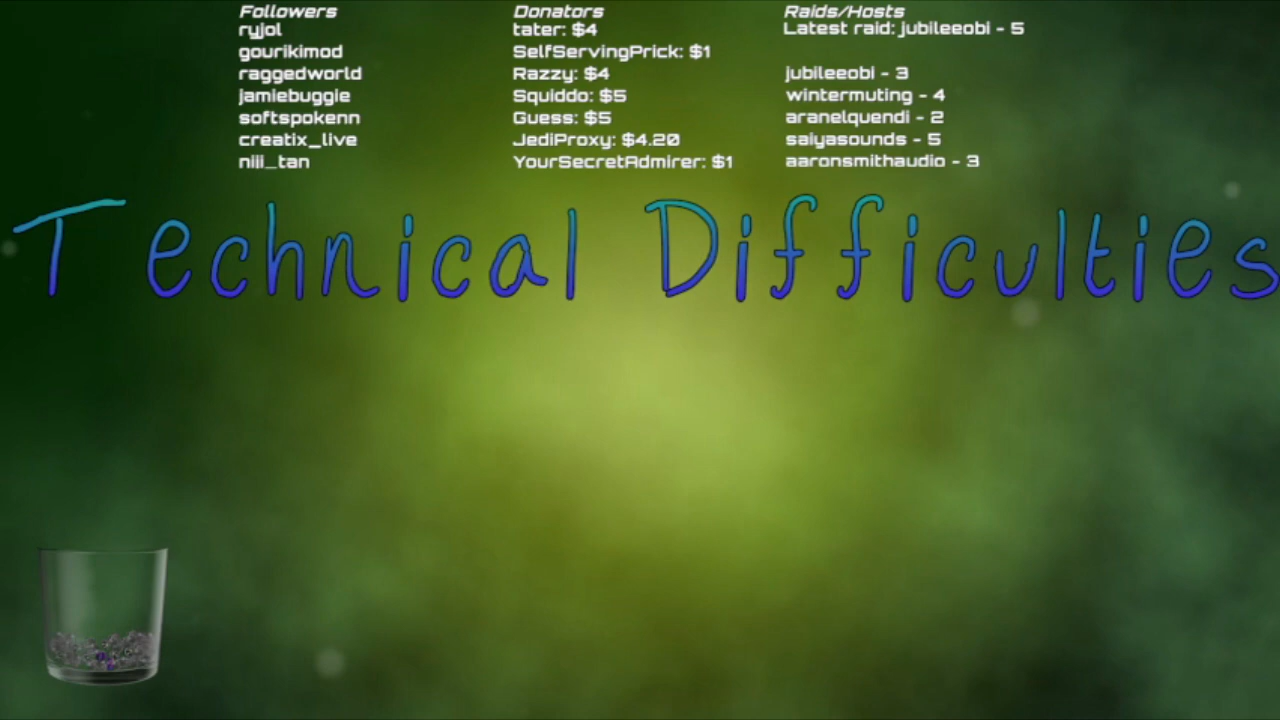 Followers
ryjol
gourikimod
raggedworld
jamiebuggie
softspokenn
creatix_live
niii_tan
Donators
tater: $4
SelfServingPrick: $1
Razzy: $4
Squiddo: $5
Guess: $5
JediProxy: $4.20
YourSecretAdmirer: $1
Raids/Hosts
Latest raid: jubileeobi - 5
jubileeobi - 3
wintermuting - 4
aranelquendi - 2
saiyasounds - 5
aaronsmithaudio - 3
Technical Difficulties